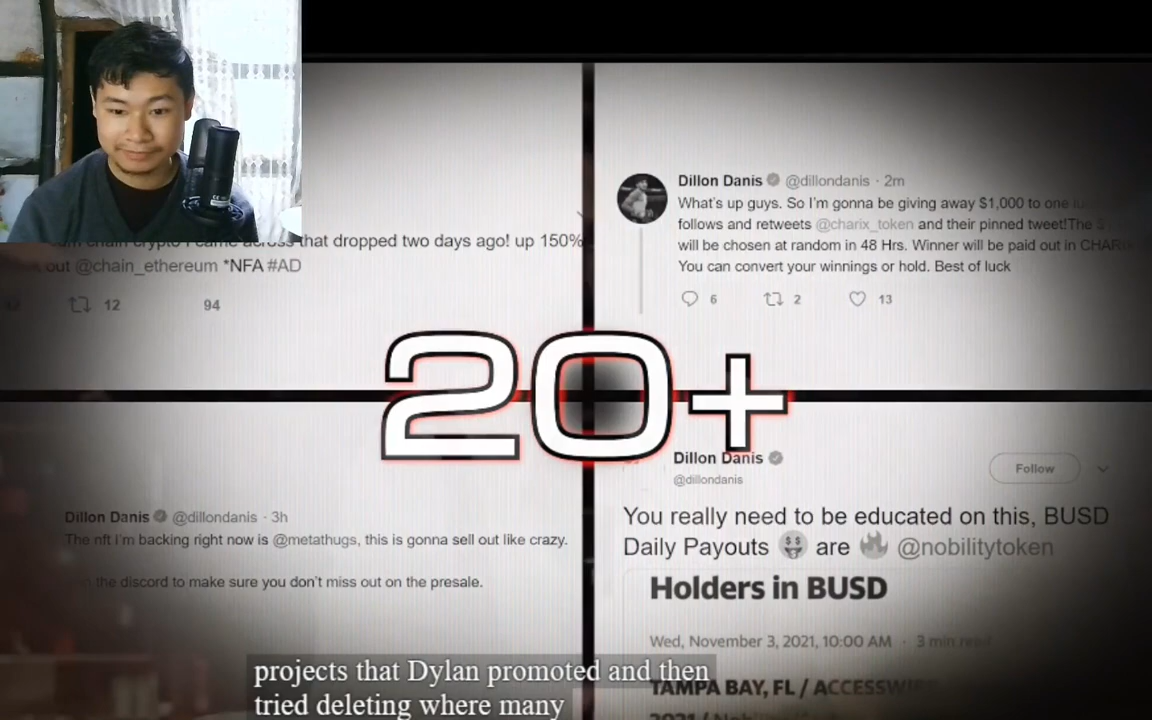 that dropped two days ago! up 150%
out @chain_ethereum *NFA #AD
12 94
Dillon Danis @dillondanis · 2m
What's up guys. So I'm gonna be giving away $1,000 to one
follows and retweets @charix_token and their pinned tweet!The
will be chosen at random in 48 Hrs. Winner will be paid out in
You can convert your winnings or hold. Best of luck
6 2 13
20+
Dillon Danis @dillondanis · 3h
The nft I'm backing right now is @metathugs, this is gonna sell out like crazy.
the discord to make sure you don't miss out on the presale.
Dillon Danis
@dillondanis
Follow
You really need to be educated on this, BUSD
Daily Payouts 🤑 are 🔥 @nobilitytoken
Holders in BUSD
Wed, November 3, 2021, 10:00 AM · 3 min read
TAMPA BAY, FL /
projects that Dylan promoted and then
tried deleting where many